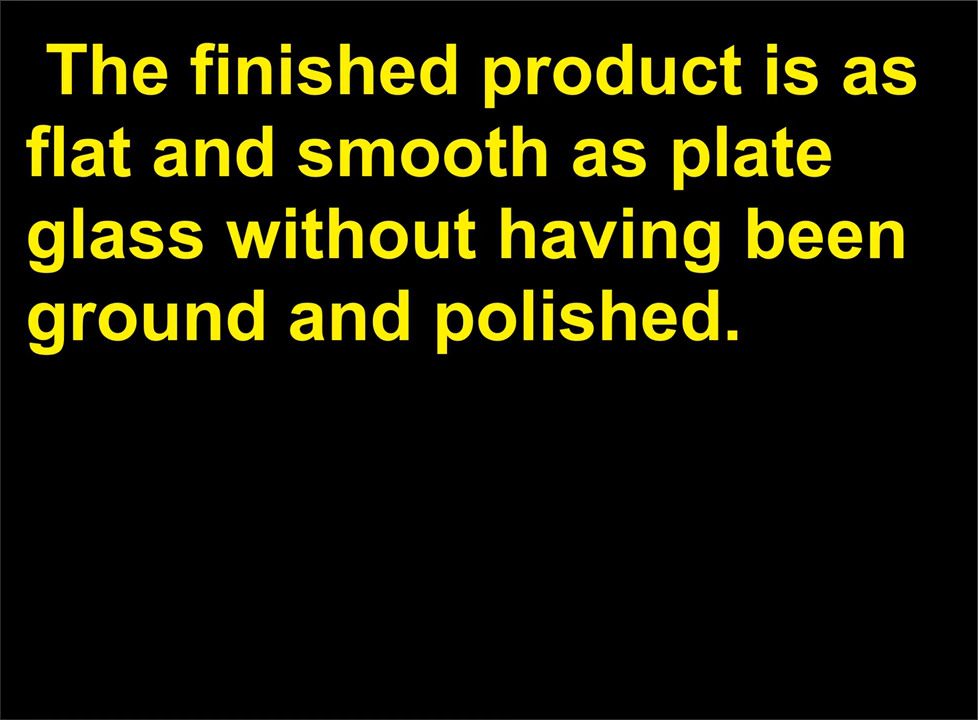 The finished product is as
flat and smooth as plate
glass without having been
ground and polished.